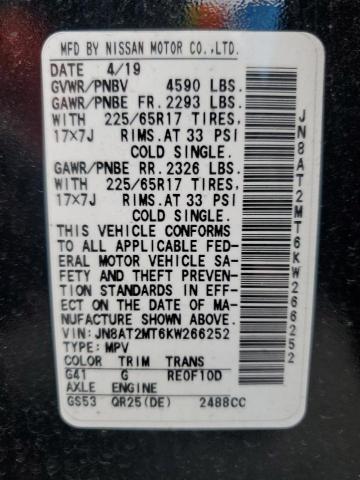 MFD BY NISSAN MOTOR CO.,LTD.
DATE 4/19
GVWR/PNBV 4590 LBS.
GAWR/PNBE FR. 2293 LBS.
WITH 225/65R17 TIRES,
17×7J RIMS.AT 33 PSI
COLD SINGLE.
GAWR/PNBE RR. 2326 LBS.
WITH 225/65R17 TIRES,
17×7J RIMS.AT 33 PSI
COLD SINGLE.
THIS VEHICLE CONFORMS
TO ALL APPLICABLE FED-
ERAL MOTOR VEHICLE SA-
FETY AND THEFT PREVEN-
TION STANDARDS IN EFF-
ECT ON THE DATE OF MA-
NUFACTURE SHOWN ABOVE.
VIN:JN8AT2MT6KW266252
TYPE:MPV
COLOR TRIM TRANS
G41 G RE0F10D
AXLE ENGINE
GS53 QR25(DE) 2488CC
JN8AT2MT6KW266252